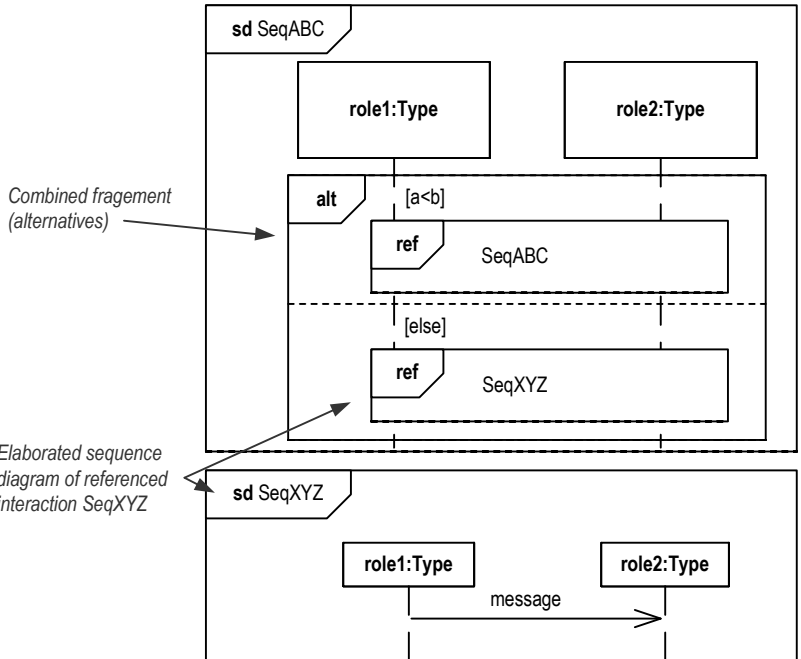 sd SeqABC
role1:Type
role2:Type
Combined fragement
(alternatives)
alt
[a<b]
ref
SeqABC
[else]
ref
SeqXYZ
Elaborated sequence
diagram of referenced
interaction SeqXYZ
sd SeqXYZ
role1:Type
role2:Type
message